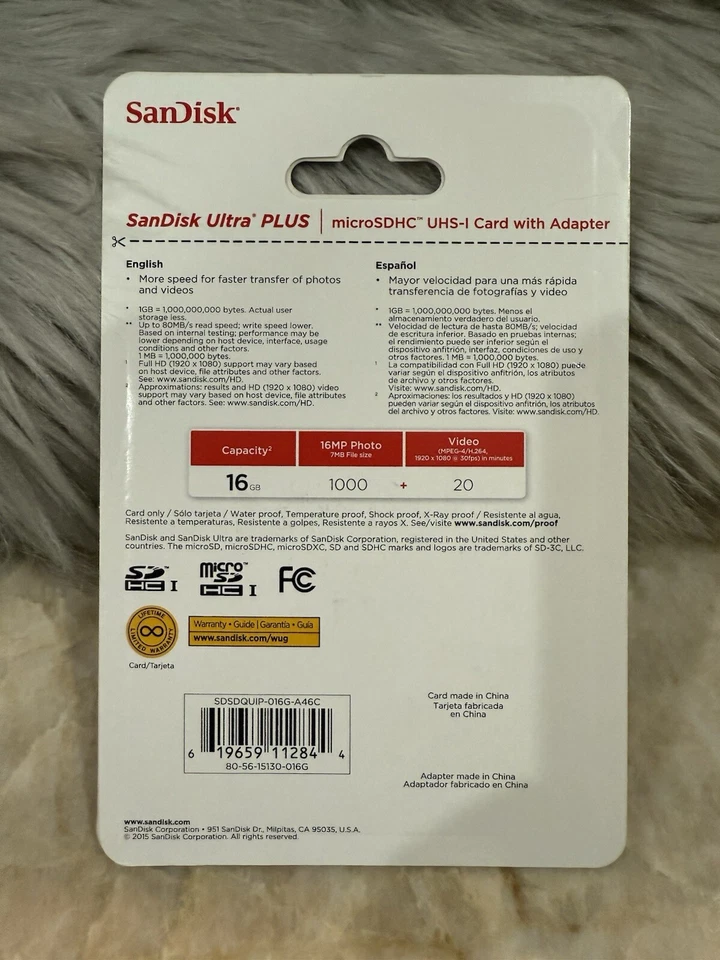 SanDisk®
SanDisk Ultra® PLUS | microSDHC™ UHS-I Card with Adapter
English
• More speed for faster transfer of photos
and videos
* 1GB = 1,000,000,000 bytes. Actual user
storage less.
** Up to 80MB/s read speed; write speed lower.
Based on internal testing; performance may be
lower depending on host device, interface, usage
conditions and other factors.
1 MB = 1,000,000 bytes.
¹ Full HD (1920 x 1080) support may vary based
on host device, file attributes and other factors.
See: www.sandisk.com/HD.
² Approximations: results and HD (1920 x 1080) video
support may vary based on host device, file attributes
and other factors. See: www.sandisk.com/HD.
Español
• Mayor velocidad para una más rápida
transferencia de fotografías y video
* 1GB = 1,000,000,000 bytes. Menos el
almacenamiento verdadero del usuario.
** Velocidad de lectura de hasta 80MB/s; velocidad
de escritura inferior. Basado en pruebas internas;
el rendimiento puede ser inferior según el
dispositivo anfitrión, interfaz, condiciones de uso y
otros factores. 1 MB = 1,000,000 bytes.
¹ La compatibilidad con Full HD (1920 x 1080) puede
variar según el dispositivo anfitrión, los atributos
de archivo y otros factores.
Visite: www.sandisk.com/HD.
² Aproximaciones: los resultados y HD (1920 x 1080)
pueden variar según el dispositivo anfitrión, los atributos
del archivo y otros factores. Visite: www.sandisk.com/HD.
Capacity²
16MP Photo
7MB File size
Video
(MPEG-4/H.264,
1920 x 1080 @ 30fps) in minutes
16GB 1000 + 20
Card only / Sólo tarjeta / Water proof, Temperature proof, Shock proof, X-Ray proof / Resistente al agua,
Resistente a temperaturas, Resistente a golpes, Resistente a rayos X. See/visite www.sandisk.com/proof
SanDisk and SanDisk Ultra are trademarks of SanDisk Corporation, registered in the United States and other
countries. The microSD, microSDHC, microSDXC, SD and SDHC marks and logos are trademarks of SD-3C, LLC.
SD HC I
micro SD HC I
FC
LIFETIME
LIMITED WARRANTY
Card/Tarjeta
Warranty • Guide | Garantía • Guía
www.sandisk.com/wug
SDSDQUIP-016G-A46C
6 19659 11284 4
80-56-15130-016G
Card made in China
Tarjeta fabricada
en China
Adapter made in China
Adaptador fabricado en China
www.sandisk.com
SanDisk Corporation • 951 SanDisk Dr., Milpitas, CA 95035, U.S.A.
© 2015 SanDisk Corporation. All rights reserved.